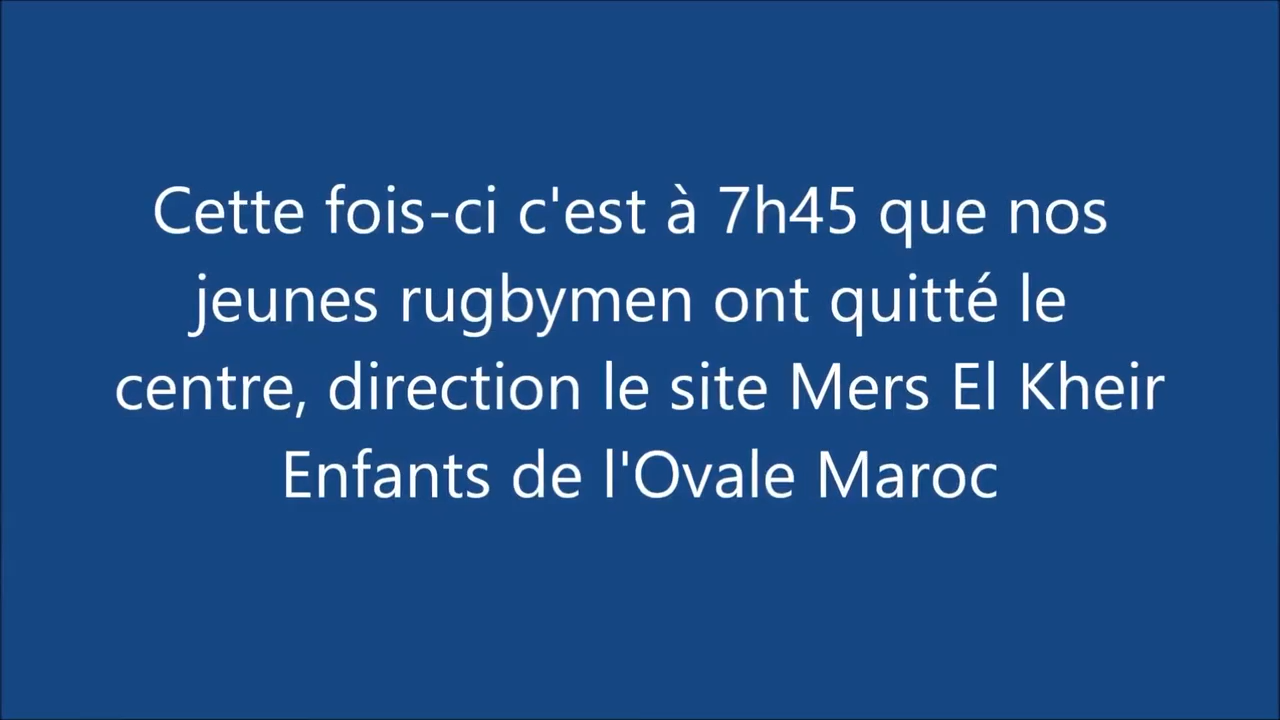 Cette fois-ci c'est à 7h45 que nos
jeunes rugbymen ont quitté le
centre, direction le site Mers El Kheir
Enfants de l'Ovale Maroc